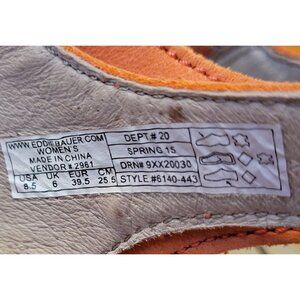 WWW.EDDIEBAUER.COM
WOMEN'S
MADE IN CHINA
VENDOR# 2961
USA UK EUR CM
8.5 6 39.5 25.5
DEPT.# 20
SPRING 15
DRN# 9XX20030
STYLE #6140-443